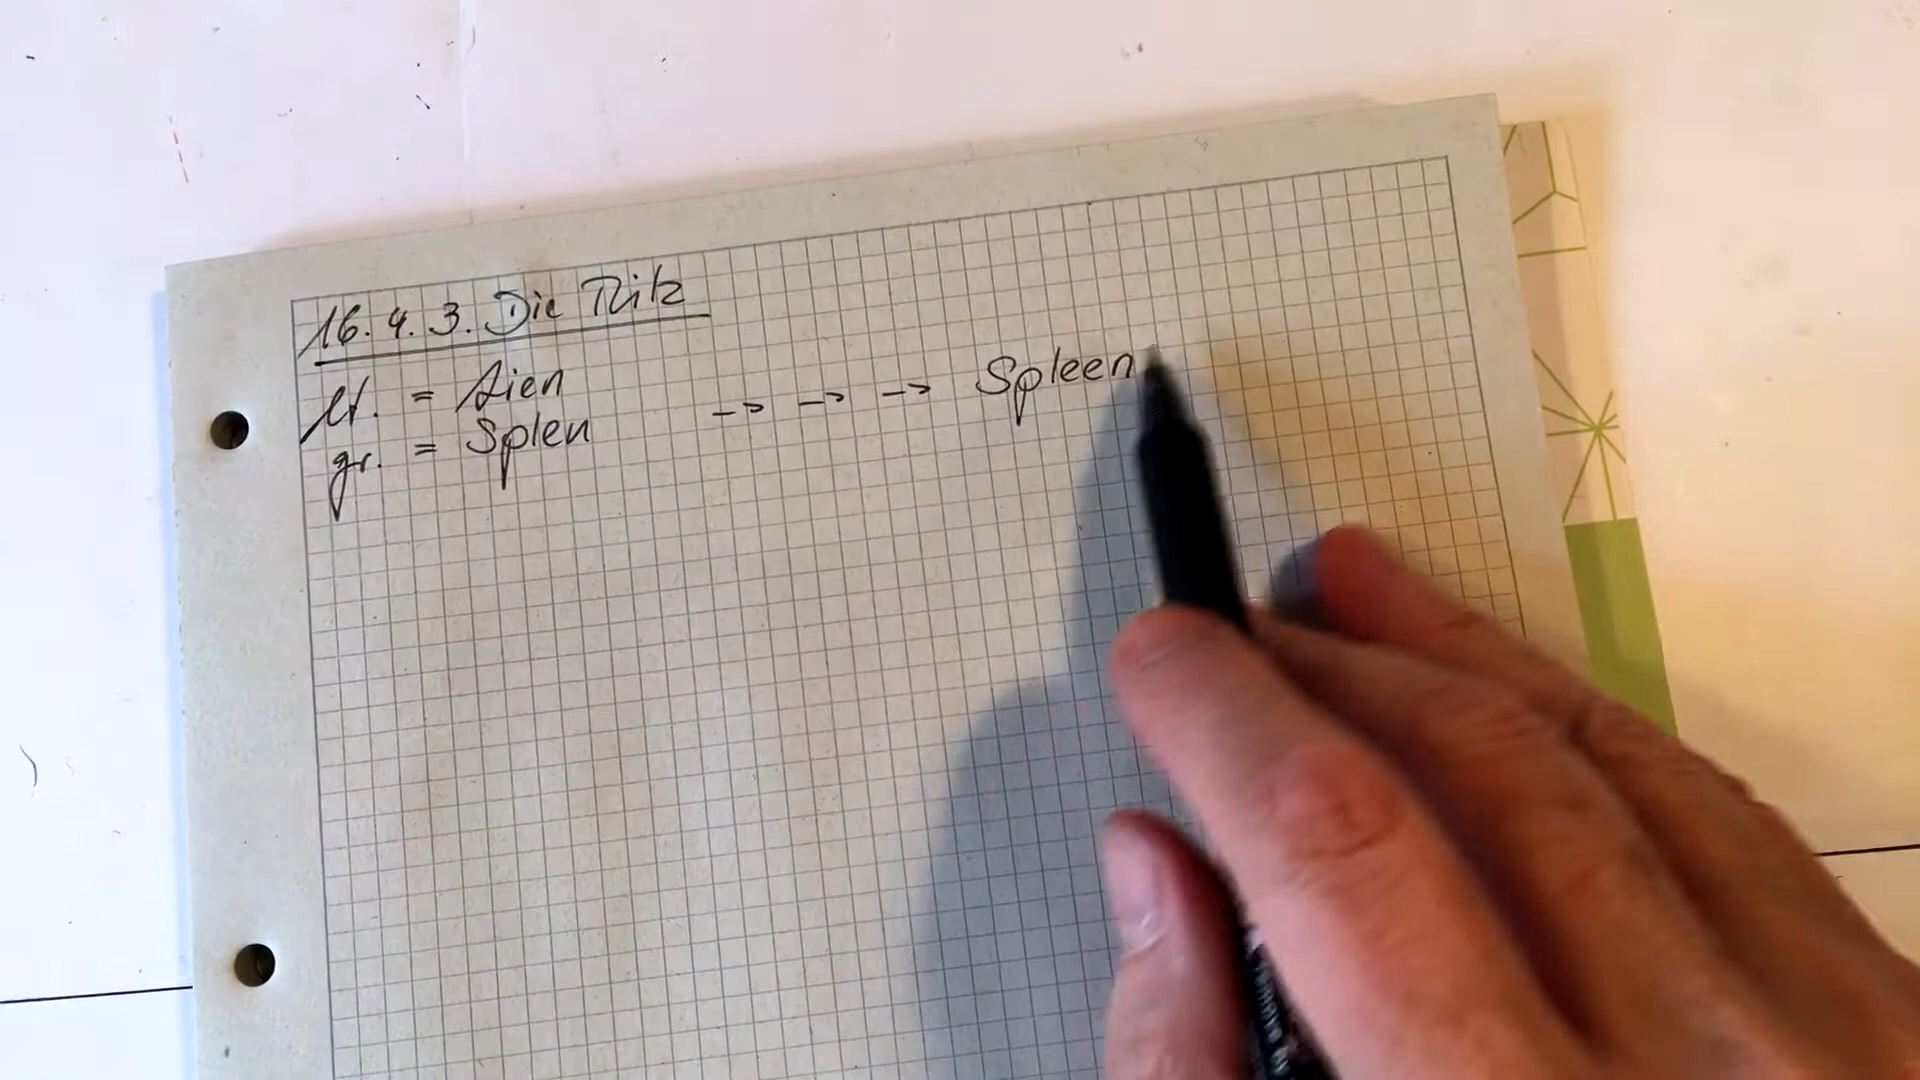 16.4.3. Die Milz
lt. = Lien
gr. = Splen -> -> -> Spleen